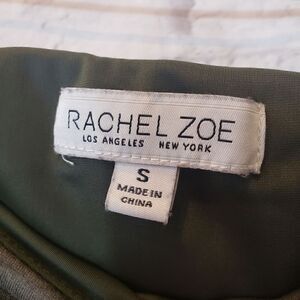 RACHEL ZOE
LOS ANGELES NEW YORK
S
MADE IN
CHINA